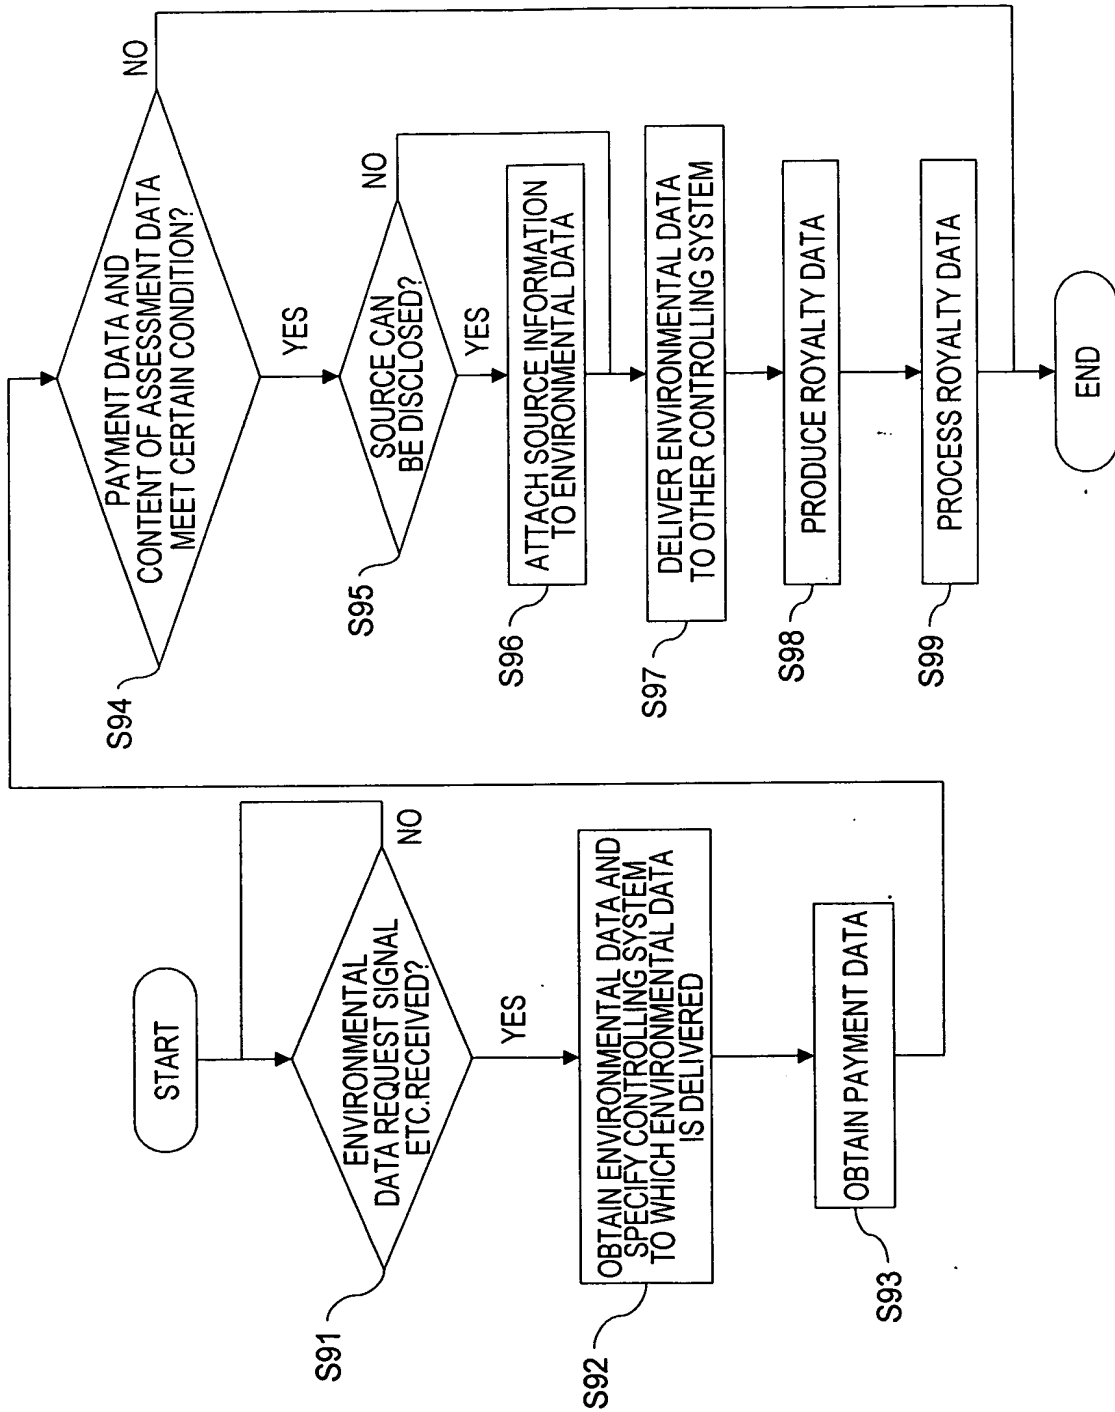 START
ENVIRONMENTAL
DATA REQUEST SIGNAL
ETC.RECEIVED?
NO
YES
S91
OBTAIN ENVIRONMENTAL DATA AND
SPECIFY CONTROLLING SYSTEM
TO WHICH ENVIRONMENTAL DATA
IS DELIVERED
S92
OBTAIN PAYMENT DATA
S93
PAYMENT DATA AND
CONTENT OF ASSESSMENT DATA
MEET CERTAIN CONDITION?
NO
YES
S94
SOURCE CAN
BE DISCLOSED?
NO
YES
S95
ATTACH SOURCE INFORMATION
TO ENVIRONMENTAL DATA
S96
DELIVER ENVIRONMENTAL DATA
TO OTHER CONTROLLING SYSTEM
S97
PRODUCE ROYALTY DATA
S98
PROCESS ROYALTY DATA
S99
END